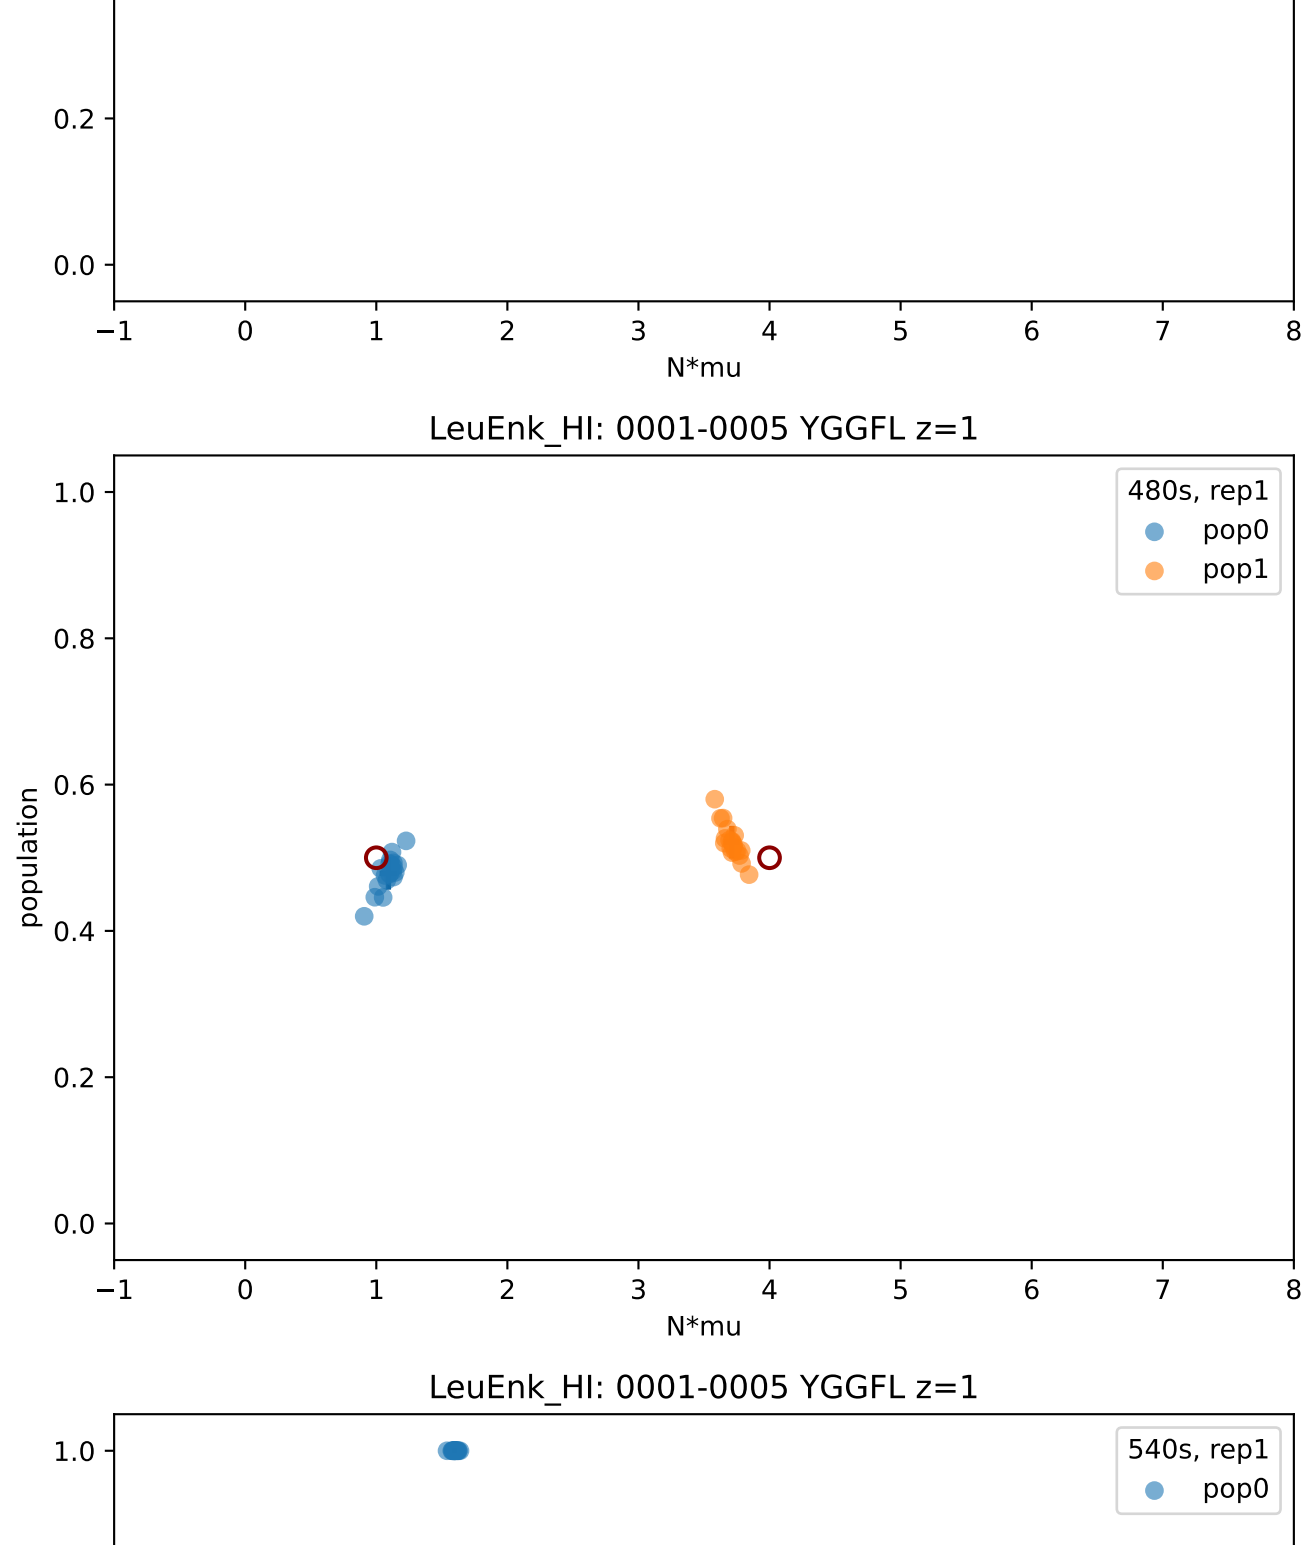 0.2
0.0
−1 0 1 2 3 4 5 6 7 8
N*mu
LeuEnk_HI: 0001-0005 YGGFL z=1
480s, rep1
pop0
pop1
1.0
0.8
0.6
0.4
0.2
0.0
population
−1 0 1 2 3 4 5 6 7 8
N*mu
LeuEnk_HI: 0001-0005 YGGFL z=1
1.0
540s, rep1
pop0